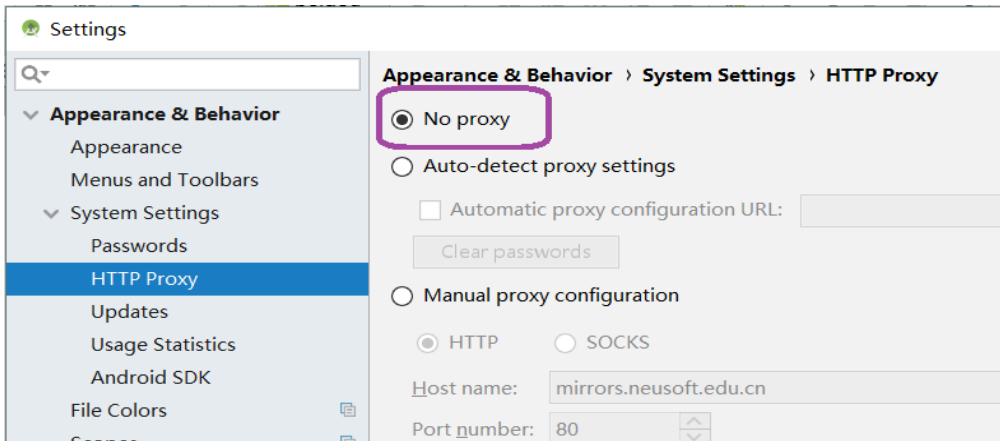 Settings
Appearance & Behavior
Appearance
Menus and Toolbars
System Settings
Passwords
HTTP Proxy
Updates
Usage Statistics
Android SDK
File Colors
Appearance & Behavior › System Settings › HTTP Proxy
No proxy
Auto-detect proxy settings
Automatic proxy configuration URL:
Clear passwords
Manual proxy configuration
HTTP SOCKS
Host name: mirrors.neusoft.edu.cn
Port number: 80